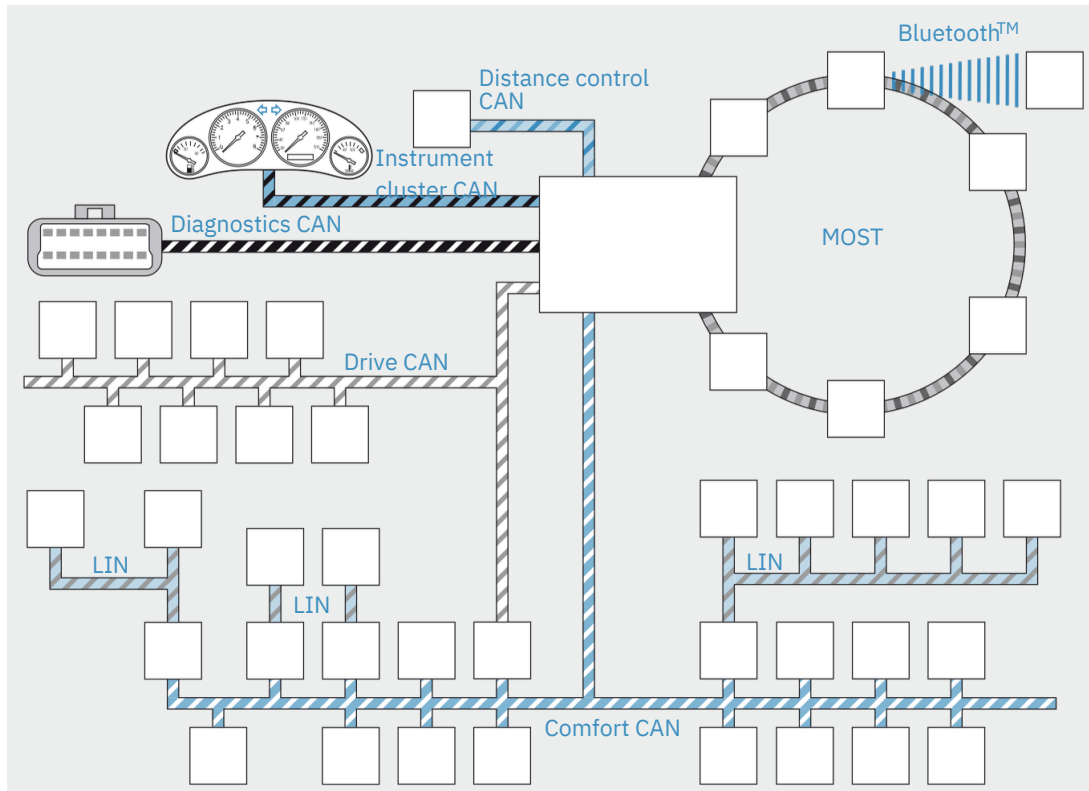 Bluetooth™
Distance control
CAN
Instrument
cluster CAN
Diagnostics CAN
MOST
Drive CAN
LIN
LIN
LIN
Comfort CAN